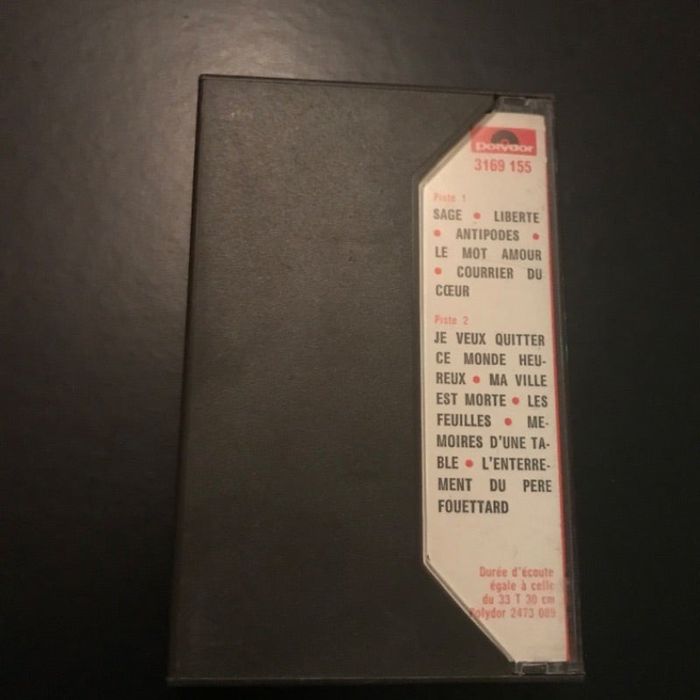 polydor
3169 155
Piste 1
SAGE • LIBERTE
• ANTIPODES •
LE MOT AMOUR
• COURRIER DU
CŒUR
Piste 2
JE VEUX QUITTER
CE MONDE HEU-
REUX • MA VILLE
EST MORTE • LES
FEUILLES • ME-
MOIRES D'UNE TA-
BLE • L'ENTERRE-
MENT DU PERE
FOUETTARD
Durée d'écoute
égale à celle
du 33 T 30 cm
Polydor 2473 009